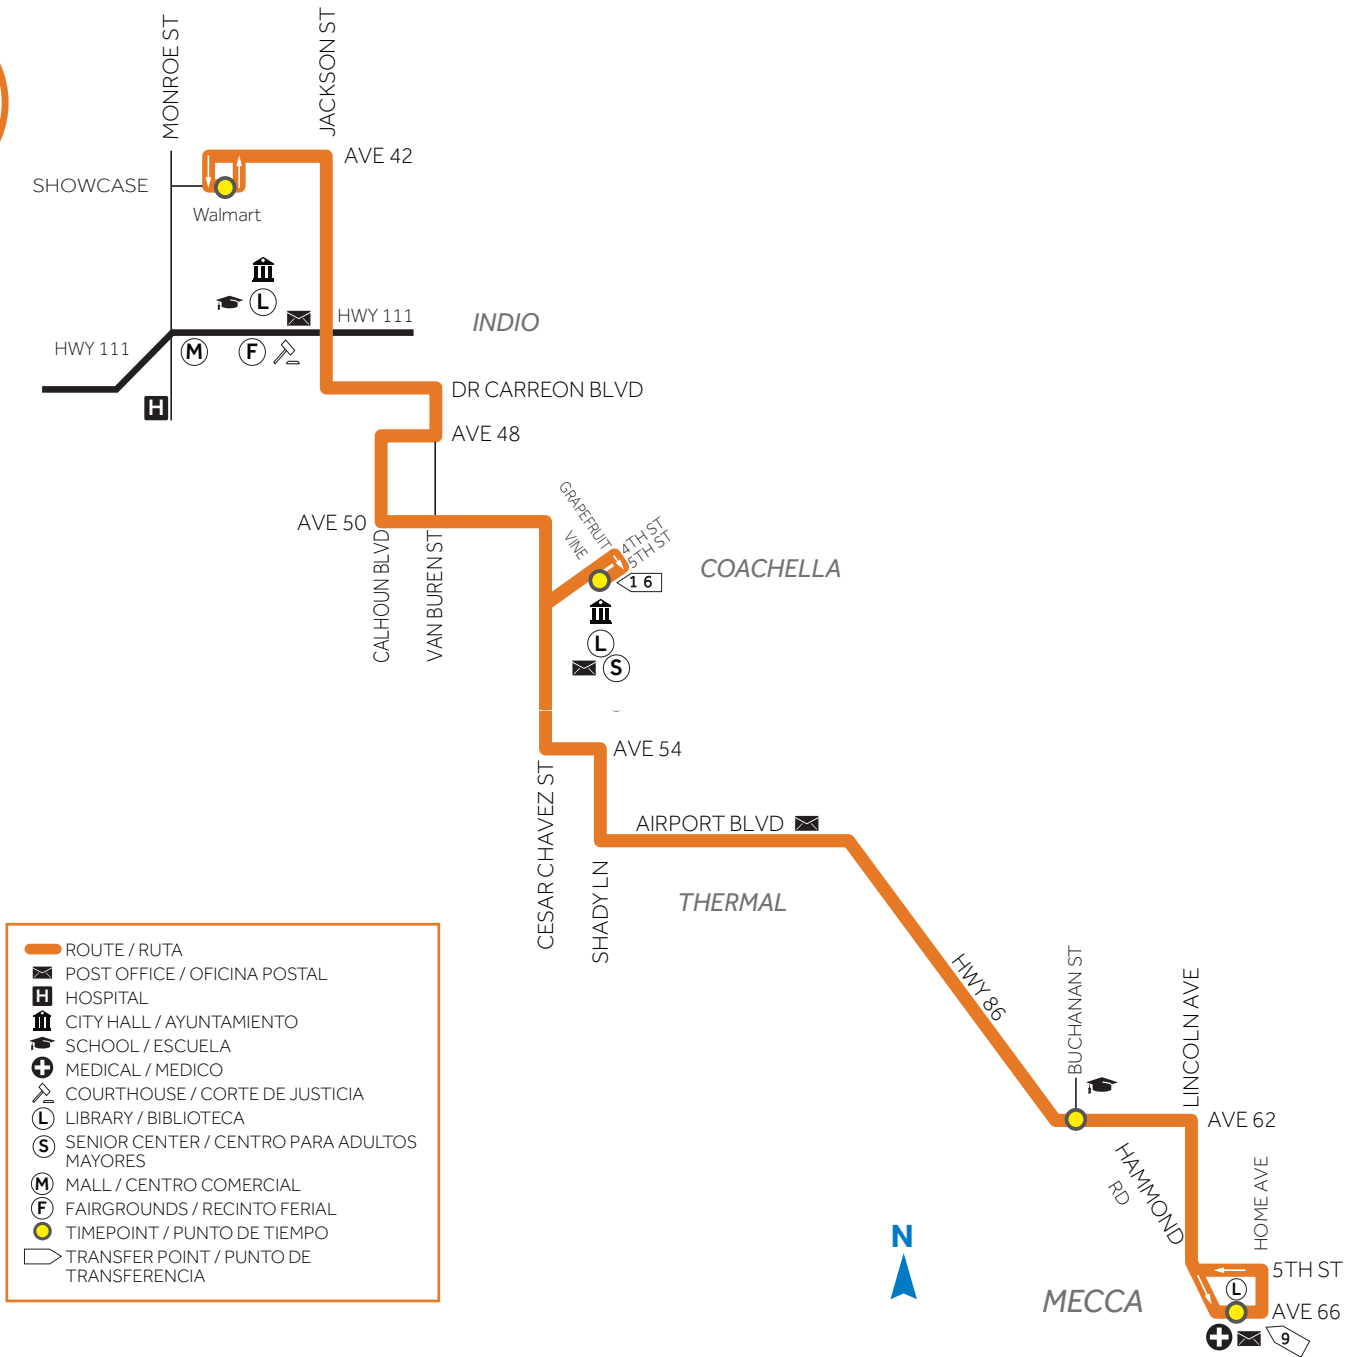 MONROE ST
JACKSON ST
AVE 42
SHOWCASE
Walmart
L
HWY 111
INDIO
HWY 111
M
F
H
DR CARREON BLVD
AVE 48
AVE 50
CALHOUN BLVD
VAN BUREN ST
GRAPEFRUIT
VINE
4TH ST
5TH ST
16
COACHELLA
L
S
AVE 54
CESAR CHAVEZ ST
SHADY LN
AIRPORT BLVD
THERMAL
HWY 86
BUCHANAN ST
LINCOLN AVE
AVE 62
HAMMOND
RD
HOME AVE
5TH ST
L
AVE 66
9
MECCA
N
ROUTE / RUTA
POST OFFICE / OFICINA POSTAL
H HOSPITAL
CITY HALL / AYUNTAMIENTO
SCHOOL / ESCUELA
MEDICAL / MEDICO
COURTHOUSE / CORTE DE JUSTICIA
L LIBRARY / BIBLIOTECA
S SENIOR CENTER / CENTRO PARA ADULTOS
MAYORES
M MALL / CENTRO COMERCIAL
F FAIRGROUNDS / RECINTO FERIAL
TIMEPOINT / PUNTO DE TIEMPO
TRANSFER POINT / PUNTO DE
TRANSFERENCIA